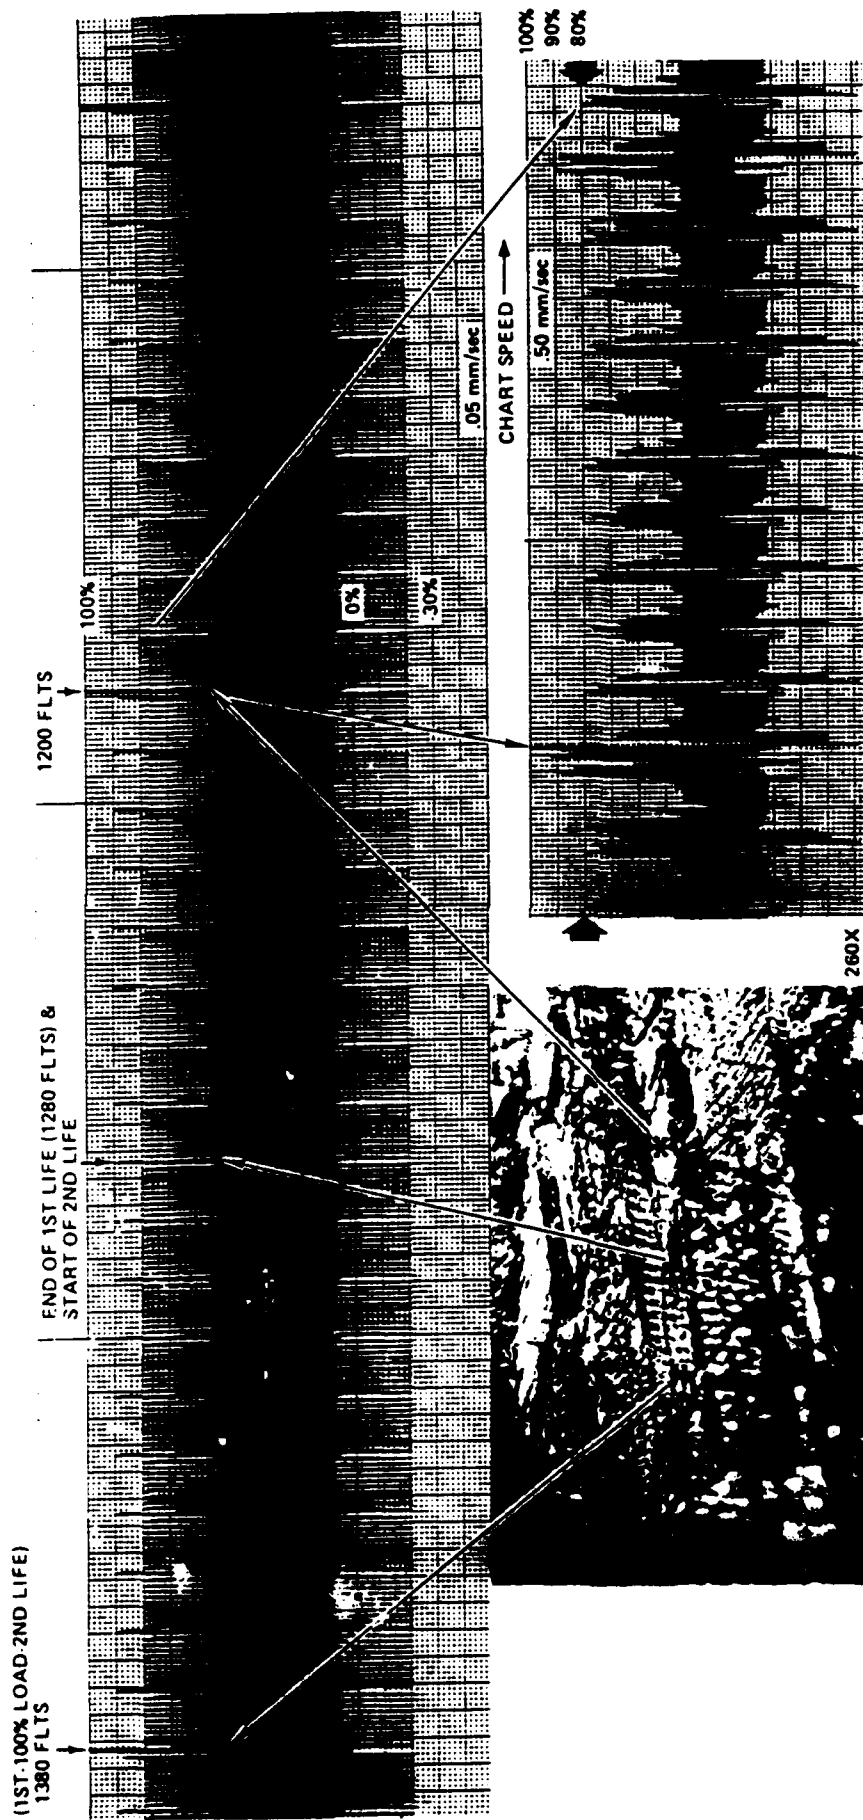 (1ST-100% LOAD-2ND LIFE)
1380 FLTS
END OF 1ST LIFE (1280 FLTS) &
START OF 2ND LIFE
1200 FLTS
100%
0%
-30%
.05 mm/sec
CHART SPEED
.50 mm/sec
100%
90%
80%
260X